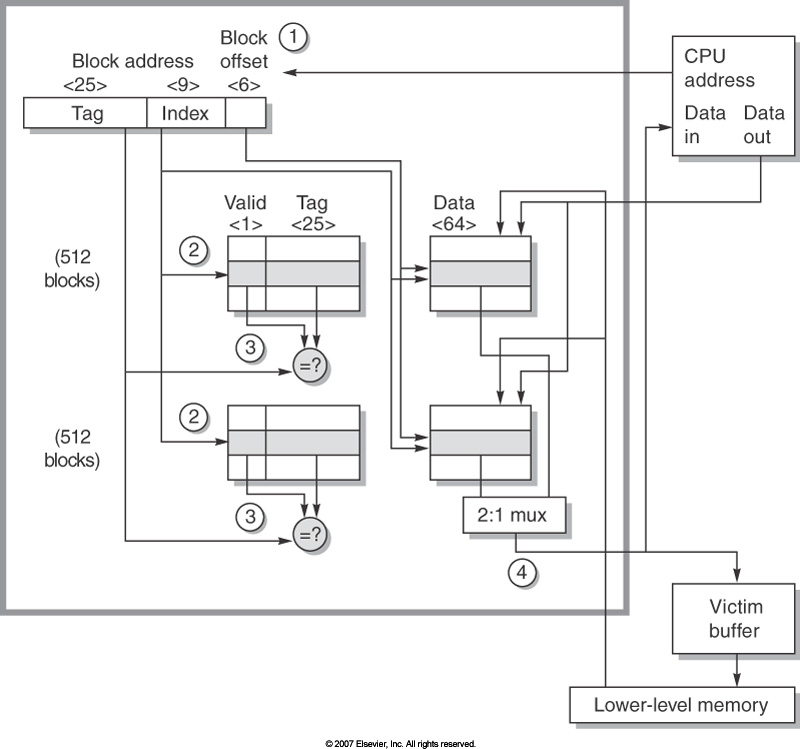 Block address
<25>
<9>
Block
offset
<6>
1
Tag
Index
CPU
address
Data
in
Data
out
Valid
<1>
Tag
<25>
Data
<64>
(512
blocks)
2
3
=?
(512
blocks)
2
3
=?
2:1 mux
4
Victim
buffer
Lower-level memory
© 2007 Elsevier, Inc. All rights reserved.